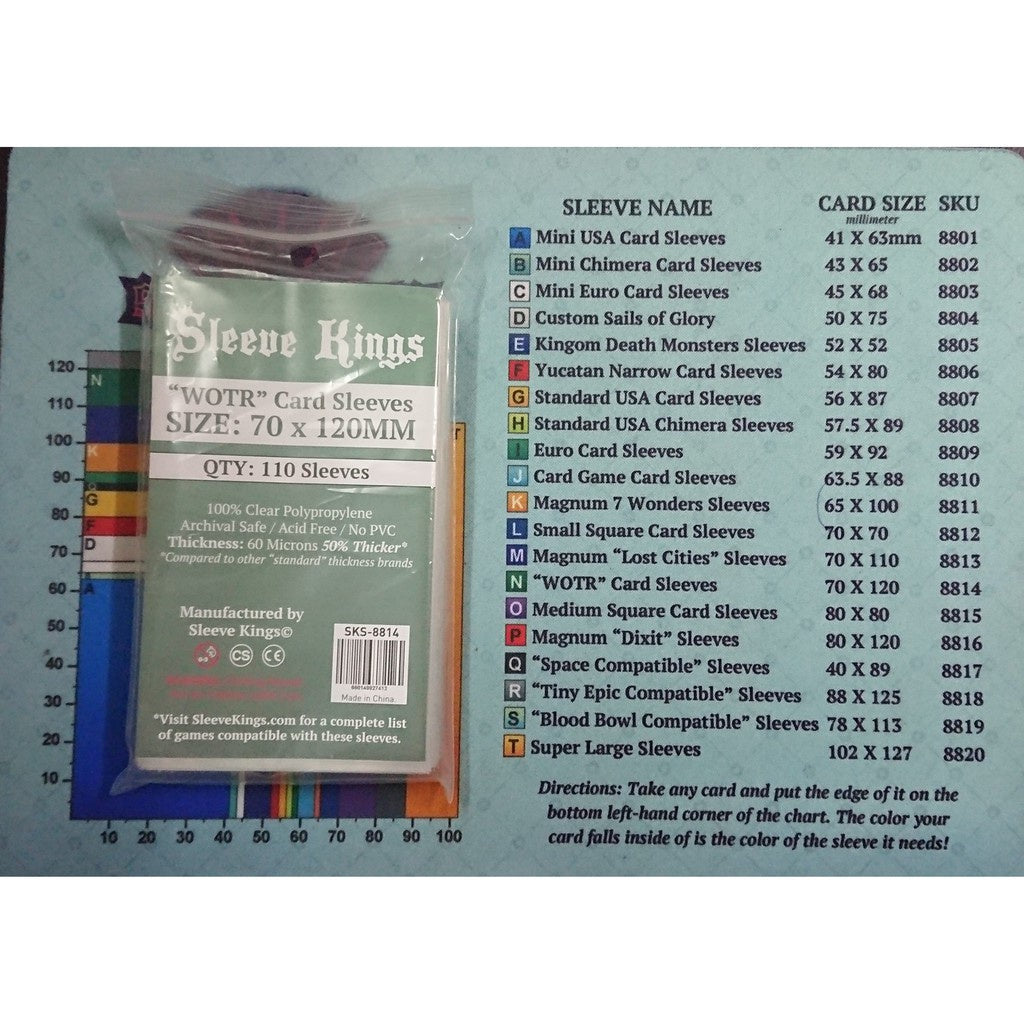 Sleeve Kings
“WOTR” Card Sleeves
SIZE: 70 x 120MM
QTY: 110 Sleeves
100% Clear Polypropylene
Archival Safe / Acid Free / No PVC
Thickness: 60 Microns 50% Thicker*
*Compared to other “standard” thickness brands
Manufactured by
Sleeve Kings©
CS CE
SKS-8814
Made in China.
*Visit SleeveKings.com for a complete list
of games compatible with these sleeves.
120
110
100
90
80
70
60
50
40
30
20
10
N
K
G
F
D
A
T
10 20 30 40 50 60 70 80 90 100
SLEEVE NAME CARD SIZE SKU
millimeter
A Mini USA Card Sleeves 41 X 63mm 8801
B Mini Chimera Card Sleeves 43 X 65 8802
C Mini Euro Card Sleeves 45 X 68 8803
D Custom Sails of Glory 50 X 75 8804
E Kingom Death Monsters Sleeves 52 X 52 8805
F Yucatan Narrow Card Sleeves 54 X 80 8806
G Standard USA Card Sleeves 56 X 87 8807
H Standard USA Chimera Sleeves 57.5 X 89 8808
I Euro Card Sleeves 59 X 92 8809
J Card Game Card Sleeves 63.5 X 88 8810
K Magnum 7 Wonders Sleeves 65 X 100 8811
L Small Square Card Sleeves 70 X 70 8812
M Magnum “Lost Cities” Sleeves 70 X 110 8813
N “WOTR” Card Sleeves 70 X 120 8814
O Medium Square Card Sleeves 80 X 80 8815
P Magnum “Dixit” Sleeves 80 X 120 8816
Q “Space Compatible” Sleeves 40 X 89 8817
R “Tiny Epic Compatible” Sleeves 88 X 125 8818
S “Blood Bowl Compatible” Sleeves 78 X 113 8819
T Super Large Sleeves 102 X 127 8820
Directions: Take any card and put the edge of it on the
bottom left-hand corner of the chart. The color your
card falls inside of is the color of the sleeve it needs!